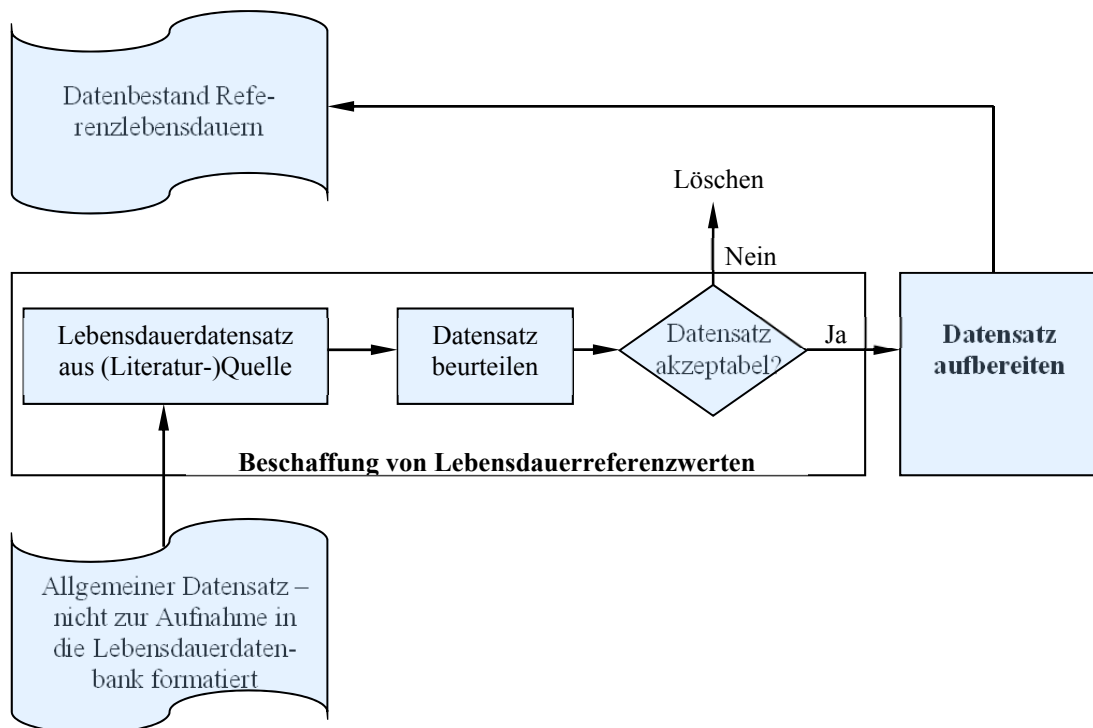 Datenbestand Refe-
renzlebensdauern
Löschen
Nein
Lebensdauerdatensatz
aus (Literatur-)Quelle
Datensatz
beurteilen
Datensatz
akzeptabel?
Ja
Datensatz
aufbereiten
Beschaffung von Lebensdauerreferenzwerten
Allgemeiner Datensatz –
nicht zur Aufnahme in
die Lebensdauerdaten-
bank formatiert